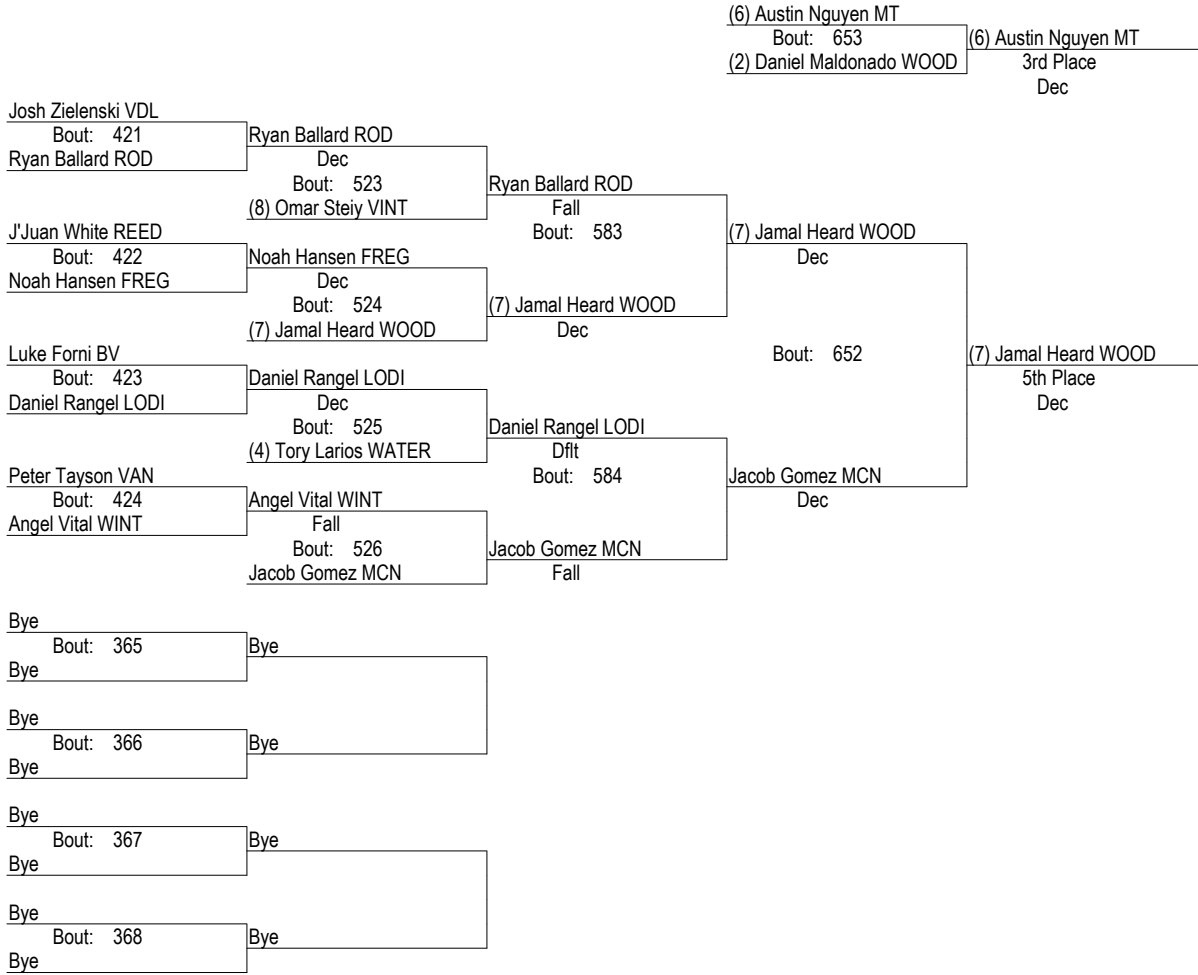 (6) Austin Nguyen MT
Bout: 653
(6) Austin Nguyen MT
(2) Daniel Maldonado WOOD
3rd Place
Dec
Josh Zielenski VDL
Bout: 421
Ryan Ballard ROD
Ryan Ballard ROD
Dec
Bout: 523
Ryan Ballard ROD
(8) Omar Steiy VINT
Fall
J'Juan White REED
Bout: 583
(7) Jamal Heard WOOD
Bout: 422
Noah Hansen FREG
Dec
Noah Hansen FREG
Dec
Bout: 524
(7) Jamal Heard WOOD
(7) Jamal Heard WOOD
Dec
Luke Forni BV
Bout: 652
(7) Jamal Heard WOOD
Bout: 423
Daniel Rangel LODI
5th Place
Daniel Rangel LODI
Dec
Dec
Bout: 525
Daniel Rangel LODI
(4) Tory Larios WATER
Dflt
Peter Tayson VAN
Bout: 584
Jacob Gomez MCN
Bout: 424
Angel Vital WINT
Dec
Angel Vital WINT
Fall
Bout: 526
Jacob Gomez MCN
Jacob Gomez MCN
Fall
Bye
Bout: 365
Bye
Bye
Bye
Bout: 366
Bye
Bye
Bye
Bout: 367
Bye
Bye
Bye
Bout: 368
Bye
Bye